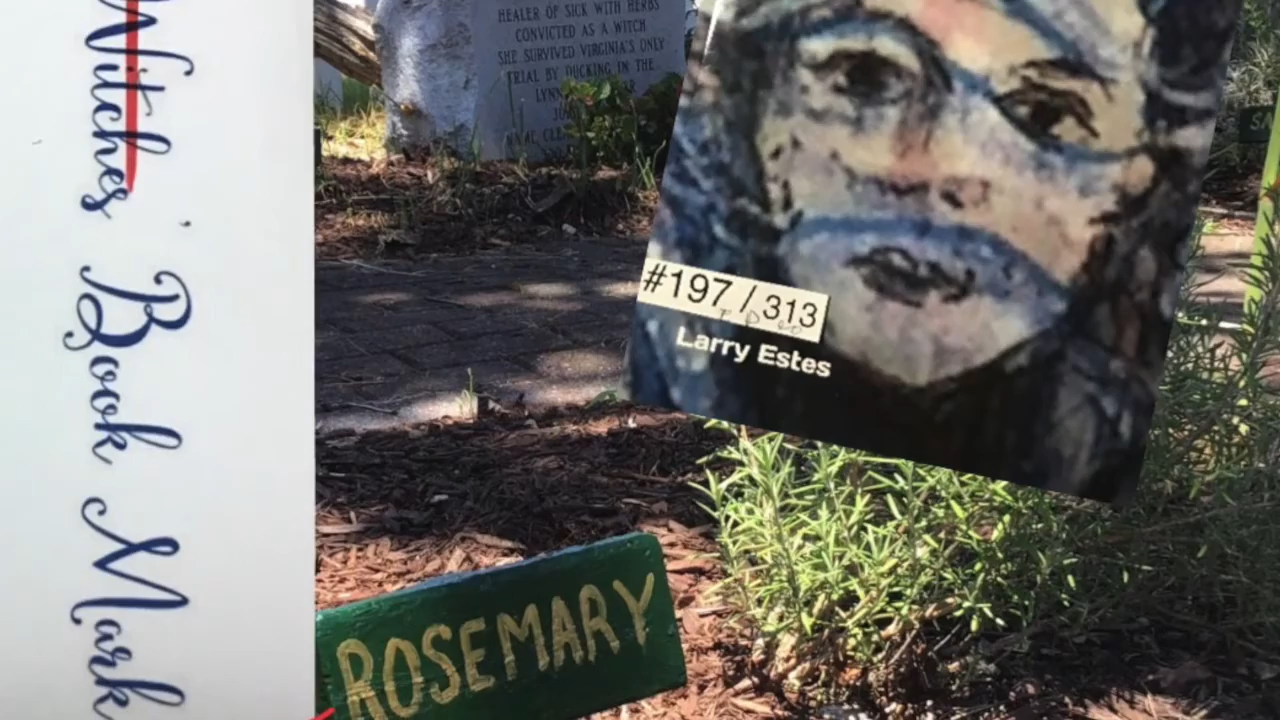 Witches' Book Mark
HEALER OF SICK WITH HERBS
CONVICTED AS A WITCH
SHE SURVIVED VIRGINIA'S ONLY
TRIAL BY DUCKING IN THE
#197 / 313
Larry Estes
ROSEMARY